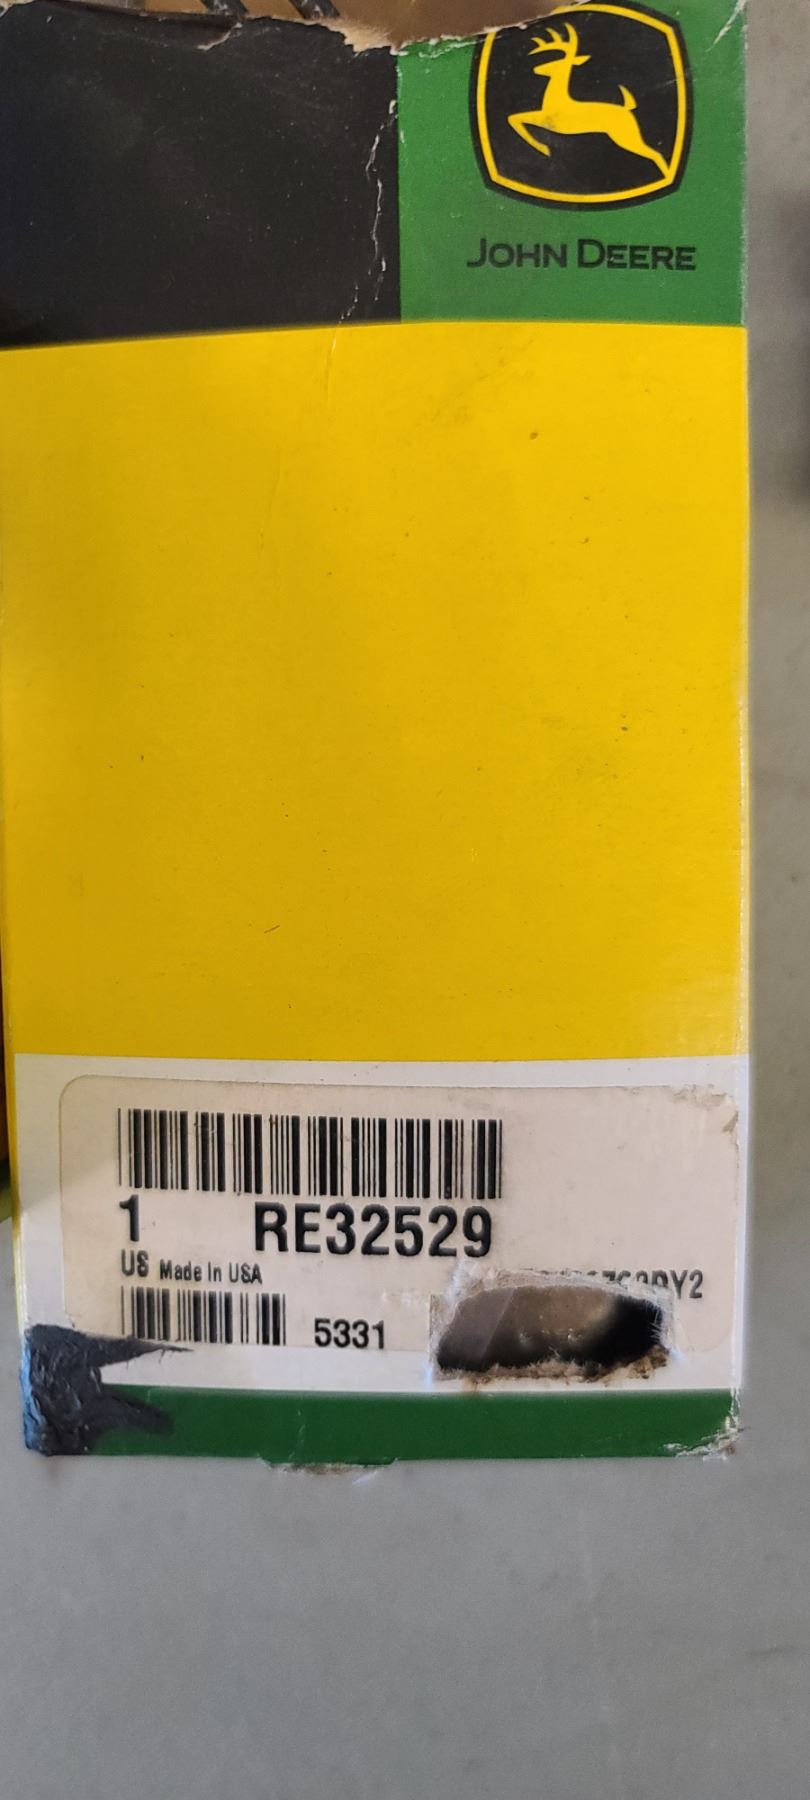 JOHN DEERE
1 RE32529
US Made In USA
5331